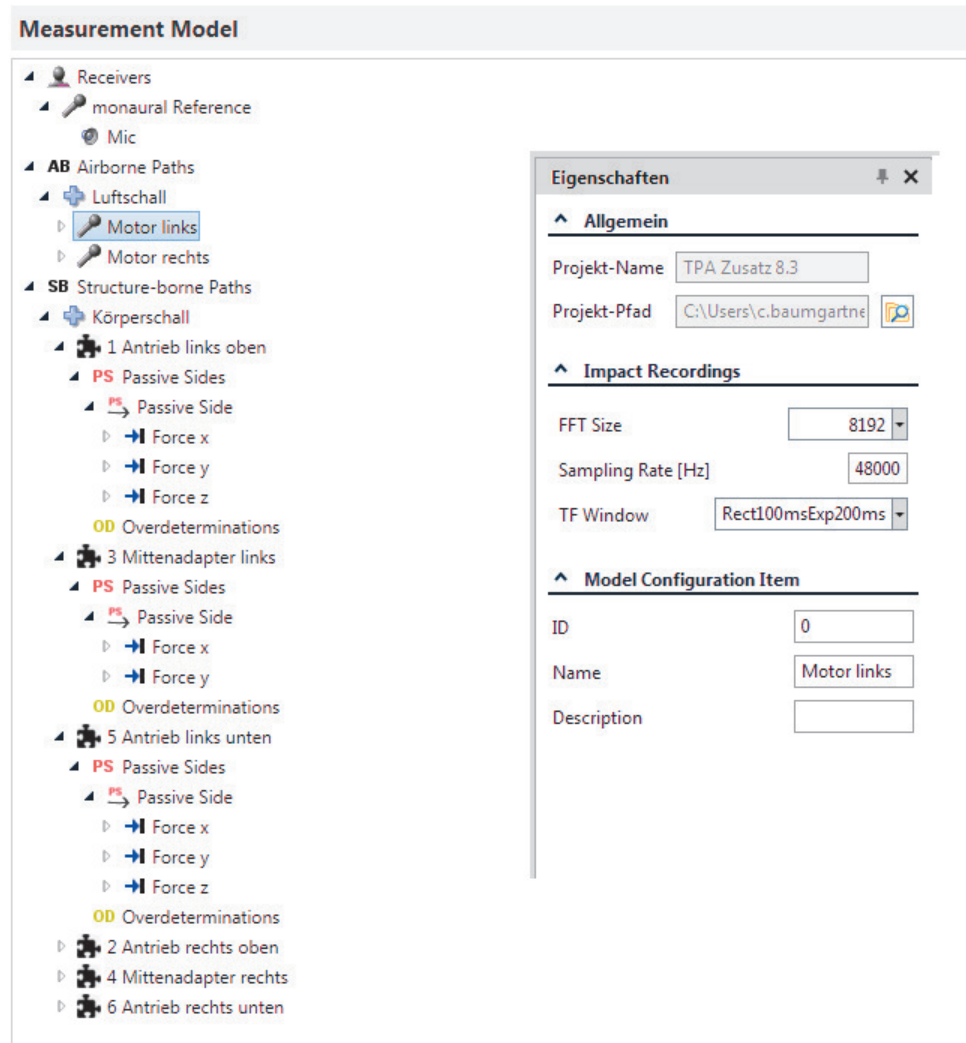 Measurement Model
Receivers
monaural Reference
Mic
AB Airborne Paths
Luftschall
Motor links
Motor rechts
SB Structure-borne Paths
Körperschall
1 Antrieb links oben
PS Passive Sides
PS Passive Side
Force x
Force y
Force z
OD Overdeterminations
3 Mittenadapter links
PS Passive Sides
PS Passive Side
Force x
Force y
OD Overdeterminations
5 Antrieb links unten
PS Passive Sides
PS Passive Side
Force x
Force y
Force z
OD Overdeterminations
2 Antrieb rechts oben
4 Mittenadapter rechts
6 Antrieb rechts unten
Eigenschaften
Allgemein
Projekt-Name TPA Zusatz 8.3
Projekt-Pfad C:\Users\c.baumgartne
Impact Recordings
FFT Size 8192
Sampling Rate [Hz] 48000
TF Window Rect100msExp200ms
Model Configuration Item
ID 0
Name Motor links
Description